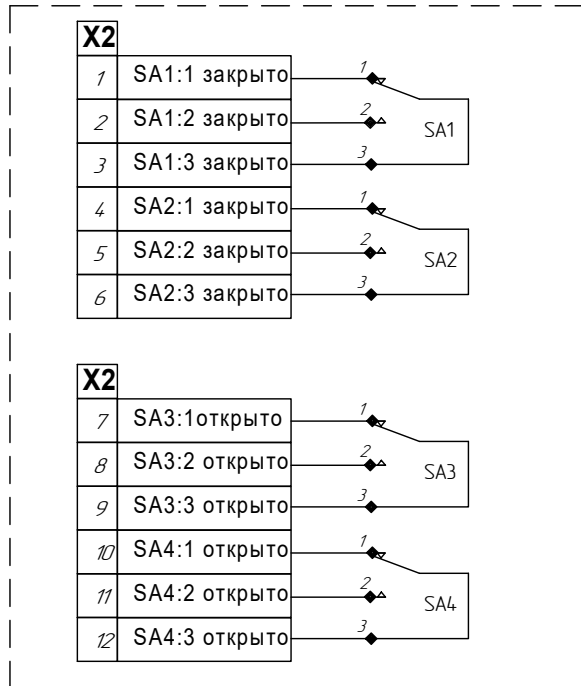 X2
1 SA1:1 закрыто 1
2 SA1:2 закрыто 2 SA1
3 SA1:3 закрыто 3
4 SA2:1 закрыто 1
5 SA2:2 закрыто 2 SA2
6 SA2:3 закрыто 3
X2
7 SA3:1открыто 1
8 SA3:2 открыто 2 SA3
9 SA3:3 открыто 3
10 SA4:1 открыто 1
11 SA4:2 открыто 2 SA4
12 SA4:3 открыто 3